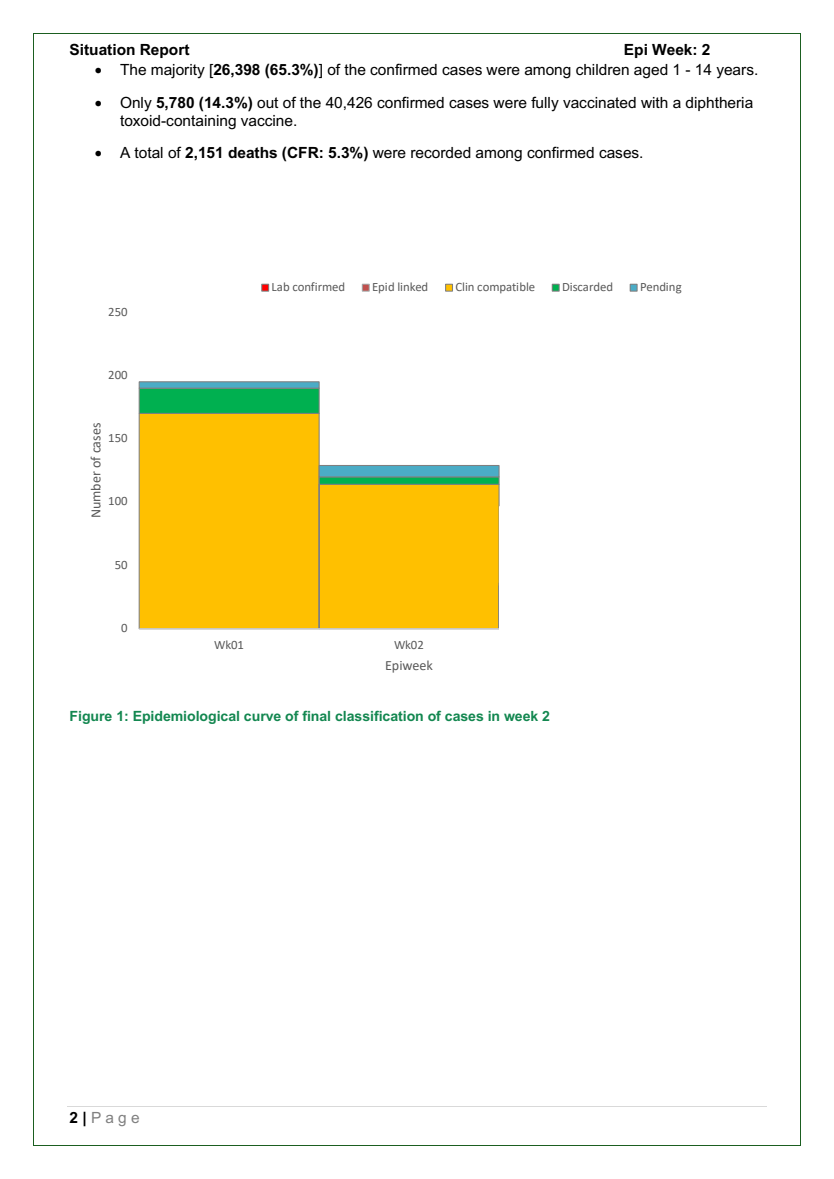 Situation Report Epi Week: 2
• The majority [26,398 (65.3%)] of the confirmed cases were among children aged 1 - 14 years.
• Only 5,780 (14.3%) out of the 40,426 confirmed cases were fully vaccinated with a diphtheria
toxoid-containing vaccine.
• A total of 2,151 deaths (CFR: 5.3%) were recorded among confirmed cases.
Lab confirmed Epid linked Clin compatible Discarded Pending
250
200
150
100
50
0
Number of cases
Wk01 Wk02
Epiweek
Figure 1: Epidemiological curve of final classification of cases in week 2
2 | Page